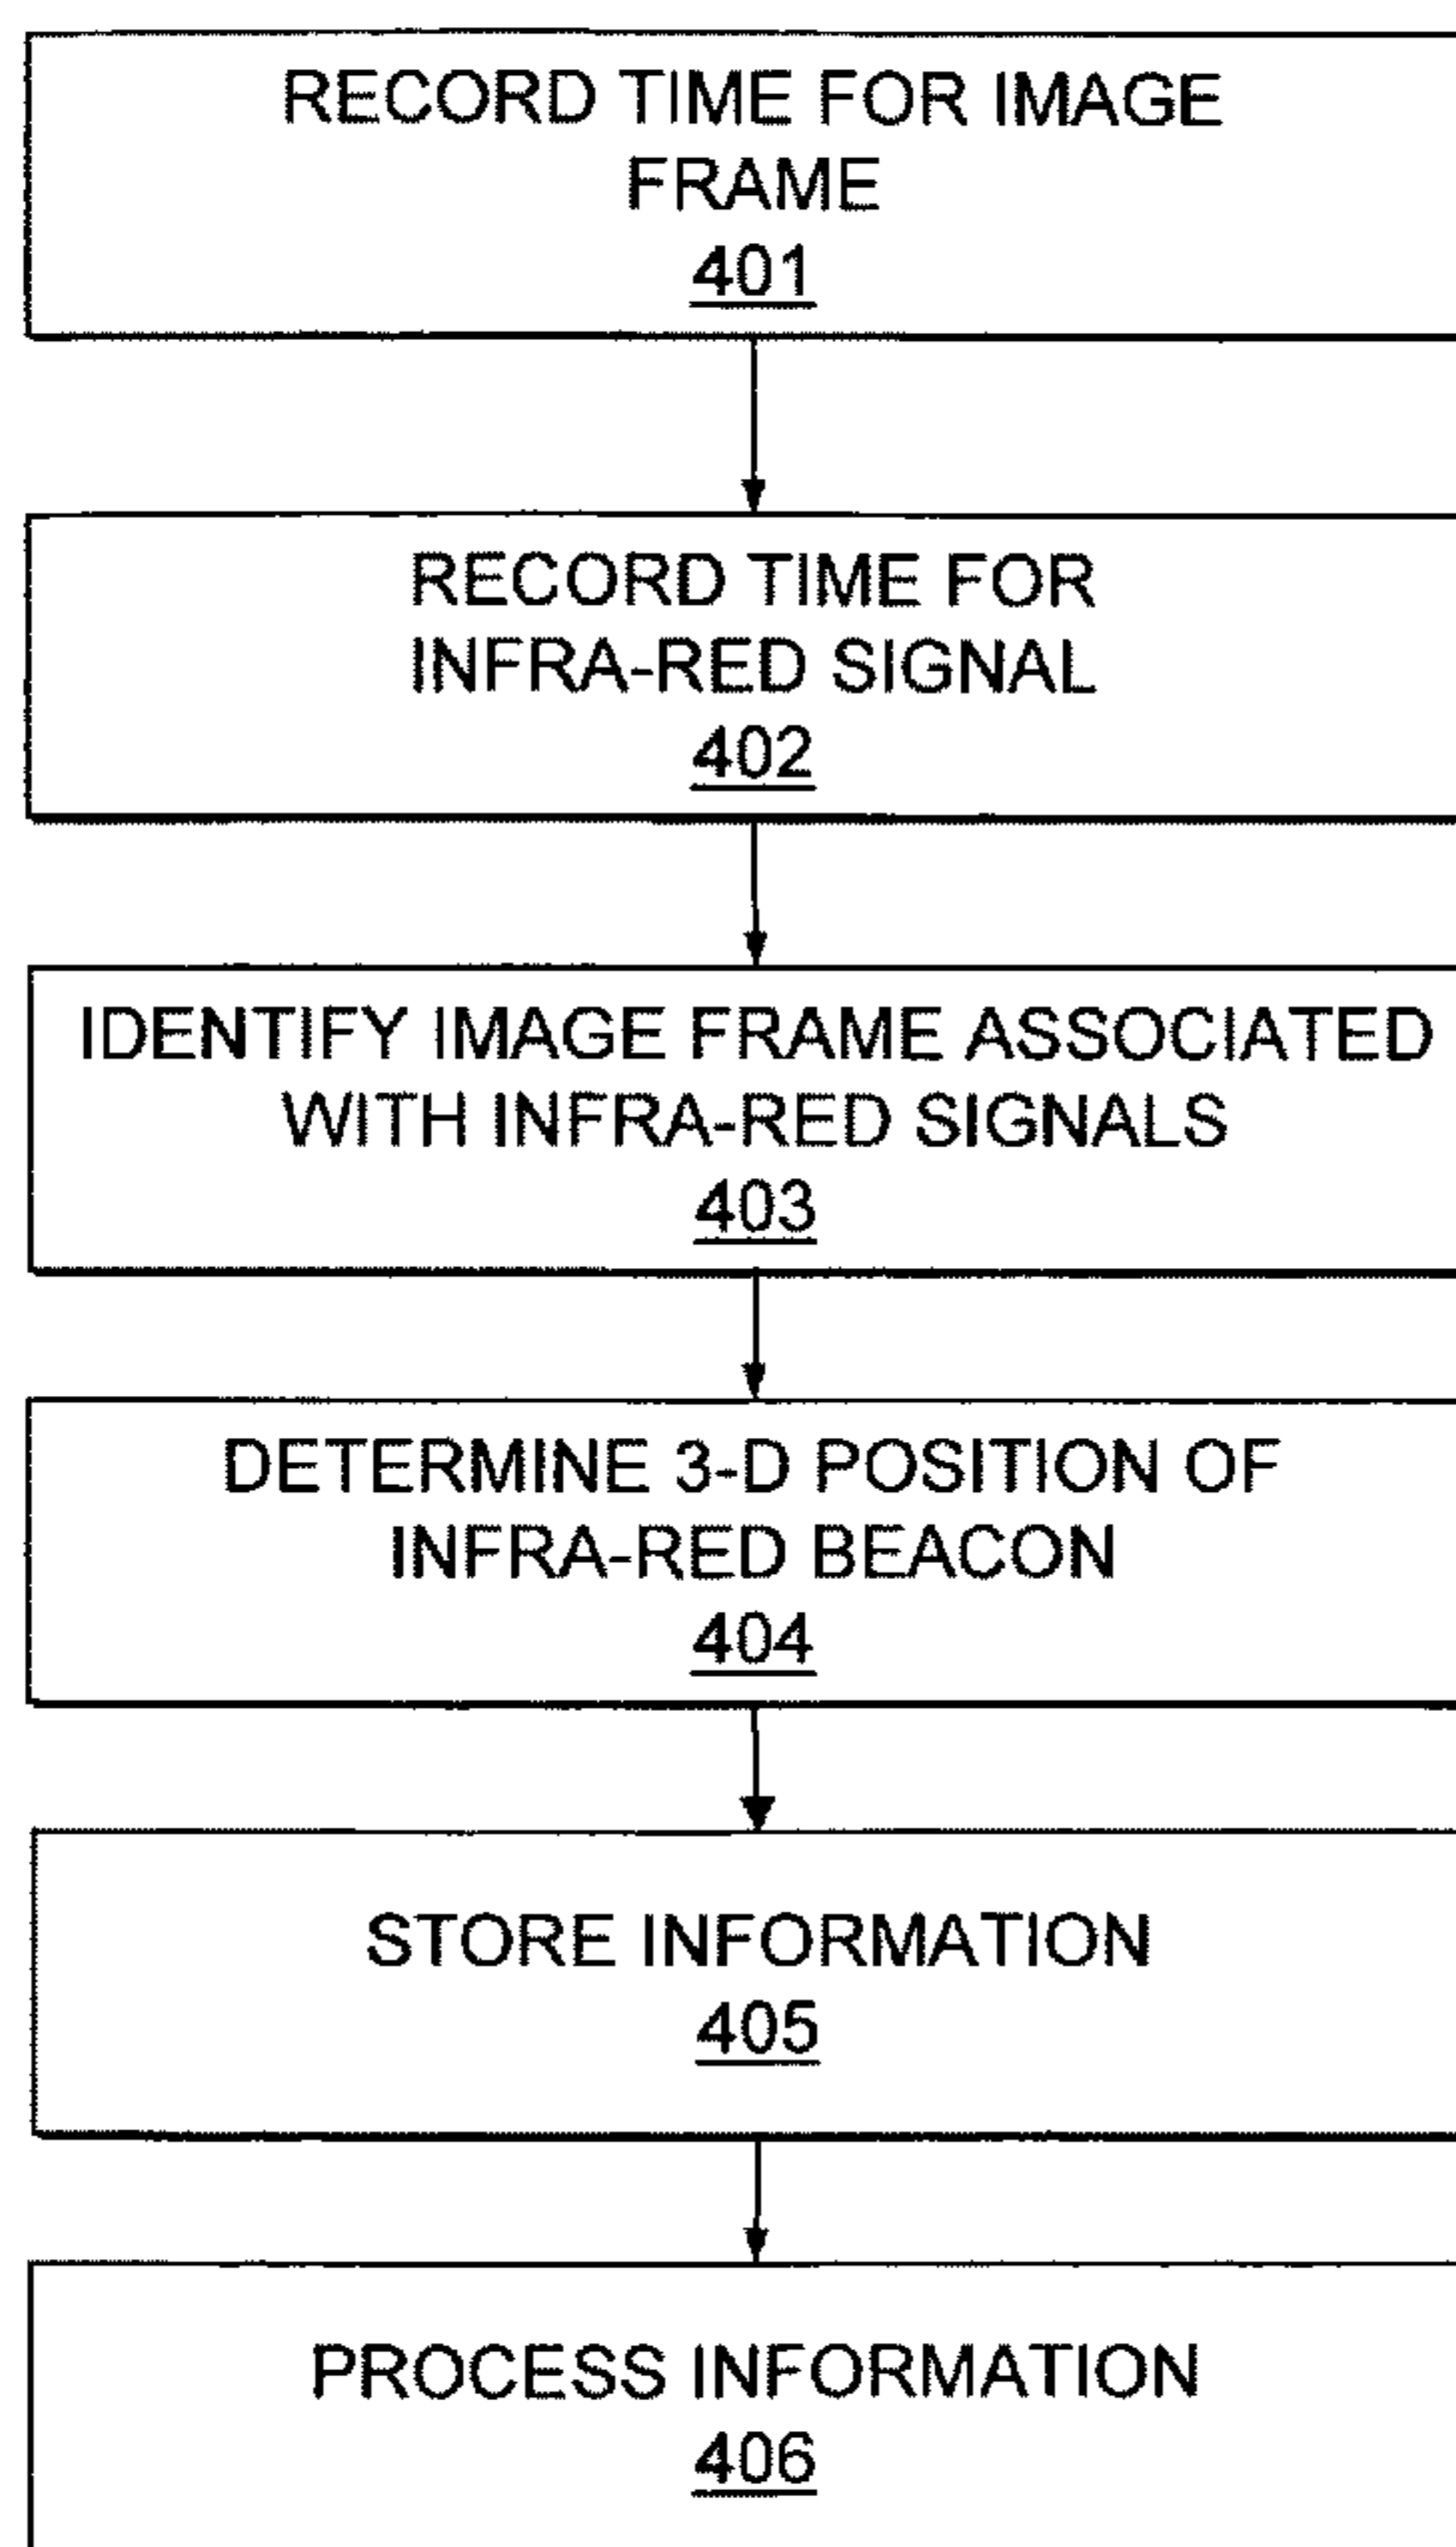 RECORD TIME FOR IMAGE
FRAME
401
RECORD TIME FOR
INFRA-RED SIGNAL
402
IDENTIFY IMAGE FRAME ASSOCIATED
WITH INFRA-RED SIGNALS
403
DETERMINE 3-D POSITION OF
INFRA-RED BEACON
404
STORE INFORMATION
405
PROCESS INFORMATION
406